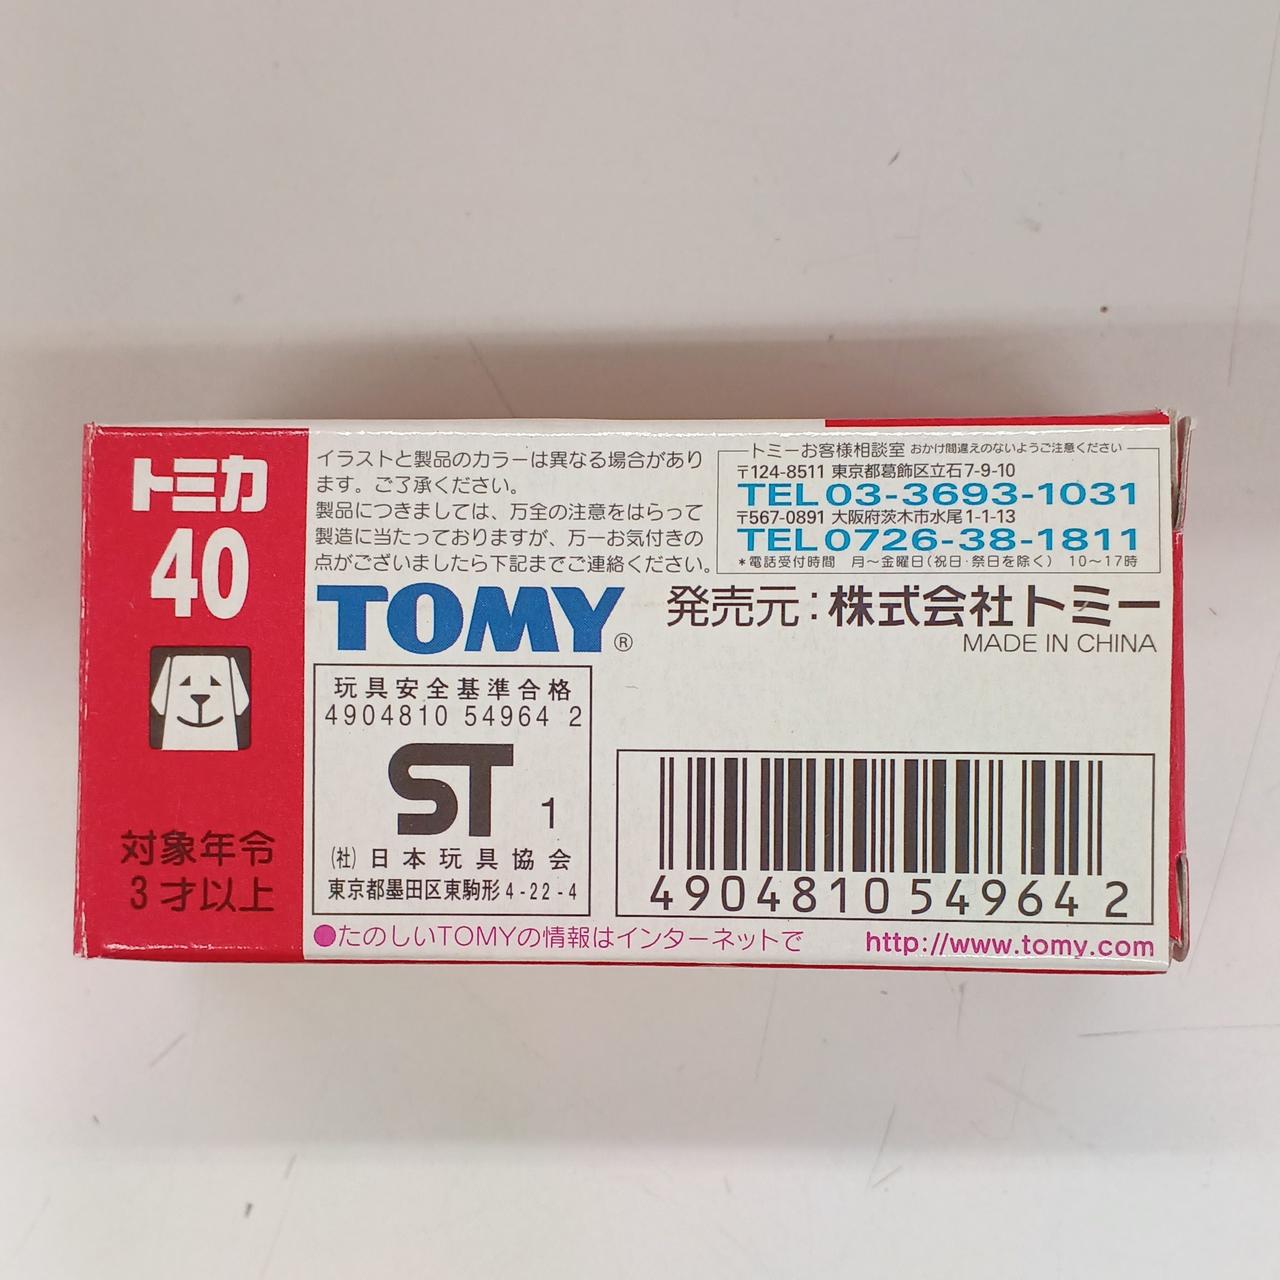 トミカ
40
対象年令
3才以上
イラストと製品のカラーは異なる場合があり
ます。ご了承ください。
製品につきましては、万全の注意をはらって
製造に当たっておりますが、万一お気付きの
点がございましたら下記までご連絡ください。
トミーお客様相談室 おかけ間違えのないようご注意ください
〒124-8511 東京都葛飾区立石7-9-10
TEL03-3693-1031
〒567-0891 大阪府茨木市水尾1-1-13
TEL0726-38-1811
*電話受付時間 月～金曜日(祝日・祭日を除く) 10～17時
TOMY®
発売元:株式会社トミー
MADE IN CHINA
玩具安全基準合格
4904810 54964 2
ST 1
(社)日本玩具協会
東京都墨田区東駒形4-22-4
4904810 54964 2
●たのしいTOMYの情報はインターネットで http://www.tomy.com